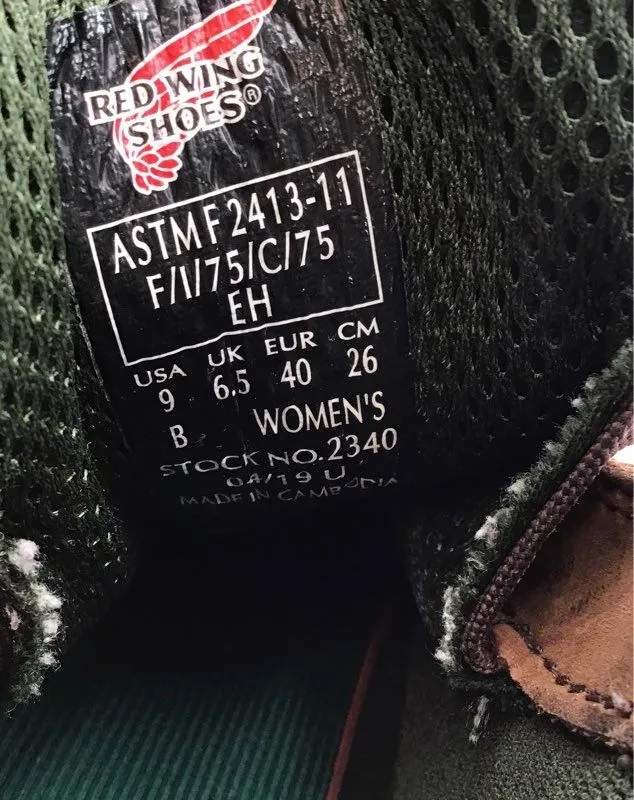 RED WING
SHOES®
ASTM F 2413-11
F/I/75/C/75
EH
USA UK EUR CM
9 6.5 40 26
B WOMEN'S
STOCK NO.2340
04/19 U
MADE IN CAMBODIA